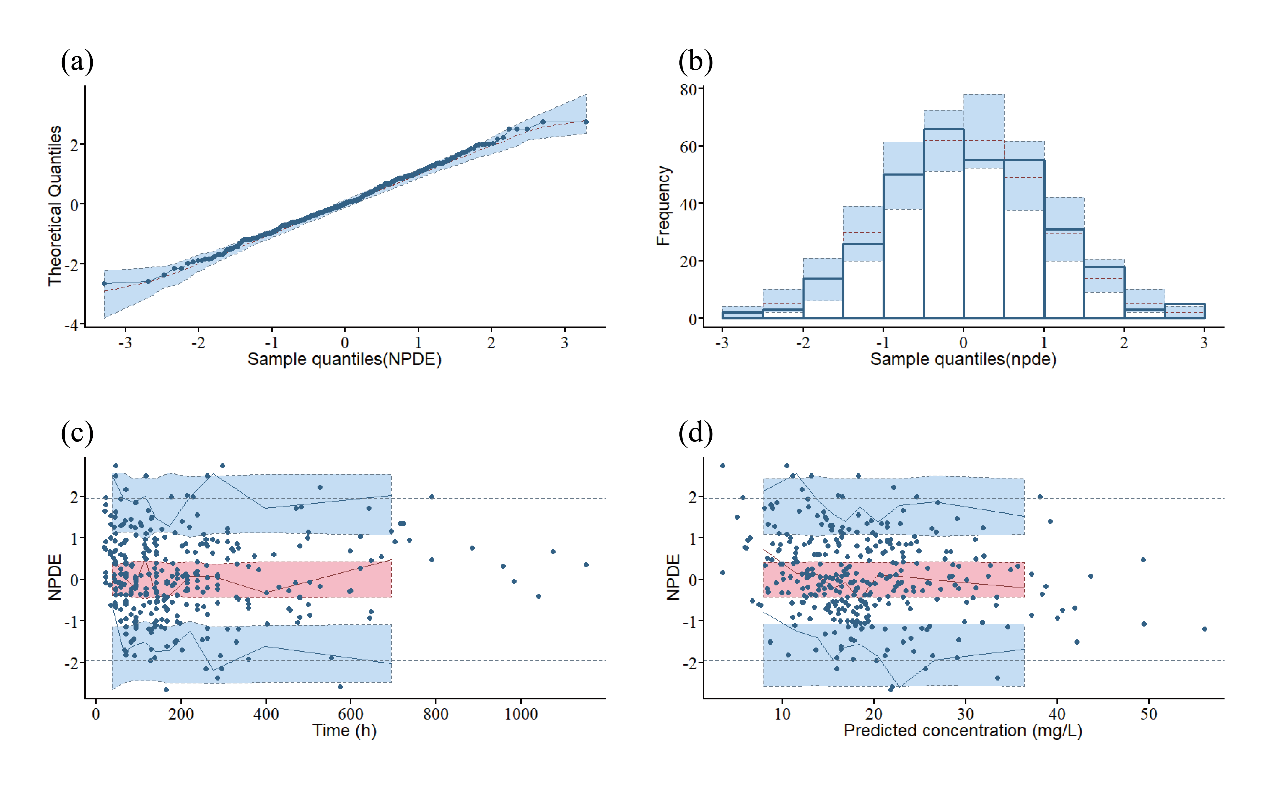 (a)
Theoretical Quantiles
2
0
-2
-4
-3 -2 -1 0 1 2 3
Sample quantiles(NPDE)
(b)
Frequency
80
60
40
20
0
-3 -2 -1 0 1 2 3
Sample quantiles(npde)
(c)
NPDE
2
1
0
-1
-2
0 200 400 600 800 1000
Time (h)
(d)
NPDE
2
1
0
-1
-2
10 20 30 40 50
Predicted concentration (mg/L)